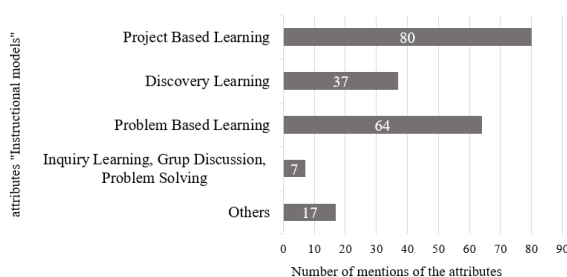 attributes "Instructional models"
Project Based Learning
80
Discovery Learning
37
Problem Based Learning
64
Inquiry Learning, Grup Discussion,
Problem Solving
7
Others
17
0 10 20 30 40 50 60 70 80 90
Number of mentions of the attributes